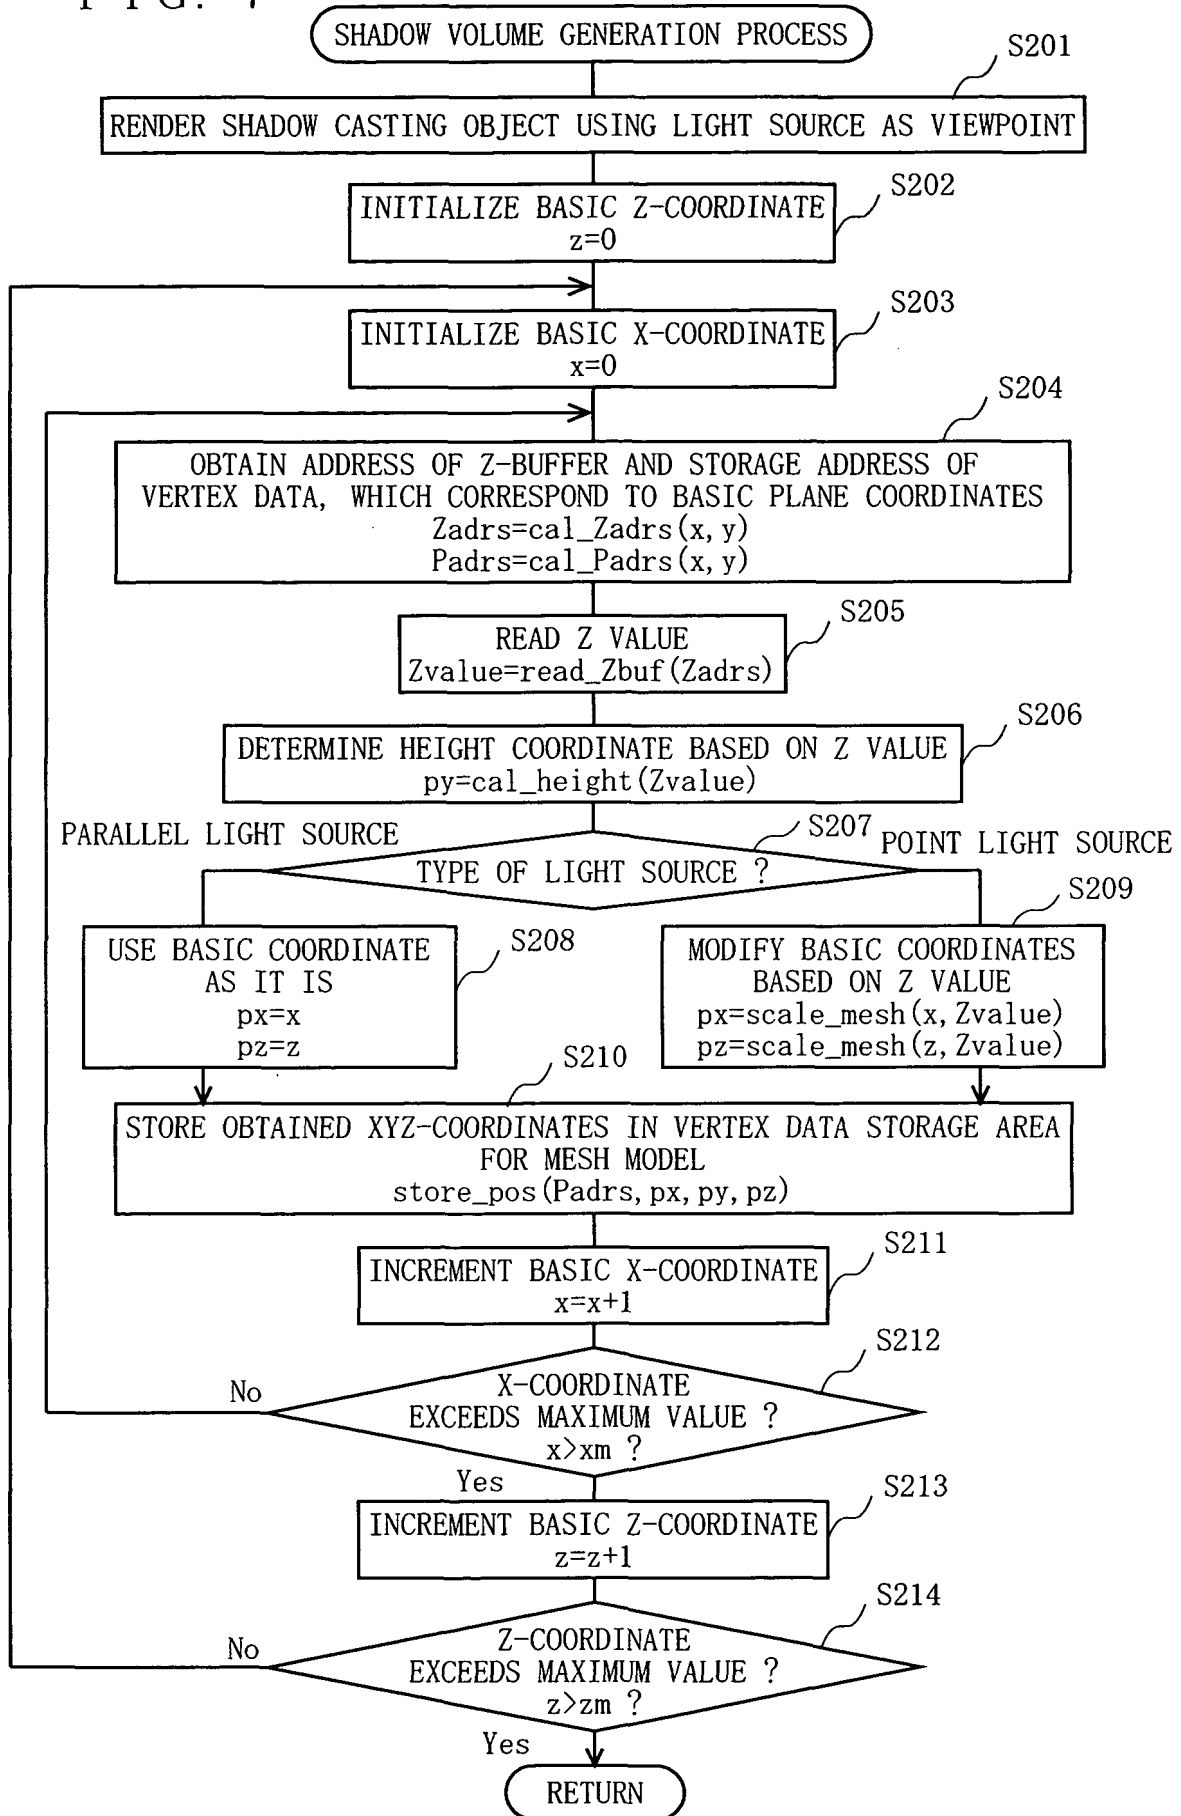 FIG. 7
SHADOW VOLUME GENERATION PROCESS
S201
RENDER SHADOW CASTING OBJECT USING LIGHT SOURCE AS VIEWPOINT
S202
INITIALIZE BASIC Z-COORDINATE
z=0
S203
INITIALIZE BASIC X-COORDINATE
x=0
S204
OBTAIN ADDRESS OF Z-BUFFER AND STORAGE ADDRESS OF
VERTEX DATA, WHICH CORRESPOND TO BASIC PLANE COORDINATES
Zadrs=cal_Zadrs(x,y)
Padrs=cal_Padrs(x,y)
S205
READ Z VALUE
Zvalue=read_Zbuf(Zadrs)
S206
DETERMINE HEIGHT COORDINATE BASED ON Z VALUE
py=cal_height(Zvalue)
PARALLEL LIGHT SOURCE
S207
POINT LIGHT SOURCE
TYPE OF LIGHT SOURCE ?
S208
USE BASIC COORDINATE
AS IT IS
px=x
pz=z
S209
MODIFY BASIC COORDINATES
BASED ON Z VALUE
px=scale_mesh(x,Zvalue)
pz=scale_mesh(z,Zvalue)
S210
STORE OBTAINED XYZ-COORDINATES IN VERTEX DATA STORAGE AREA
FOR MESH MODEL
store_pos(Padrs,px,py,pz)
S211
INCREMENT BASIC X-COORDINATE
x=x+1
S212
No
X-COORDINATE
EXCEEDS MAXIMUM VALUE ?
x>xm ?
Yes
S213
INCREMENT BASIC Z-COORDINATE
z=z+1
S214
No
Z-COORDINATE
EXCEEDS MAXIMUM VALUE ?
z>zm ?
Yes
RETURN